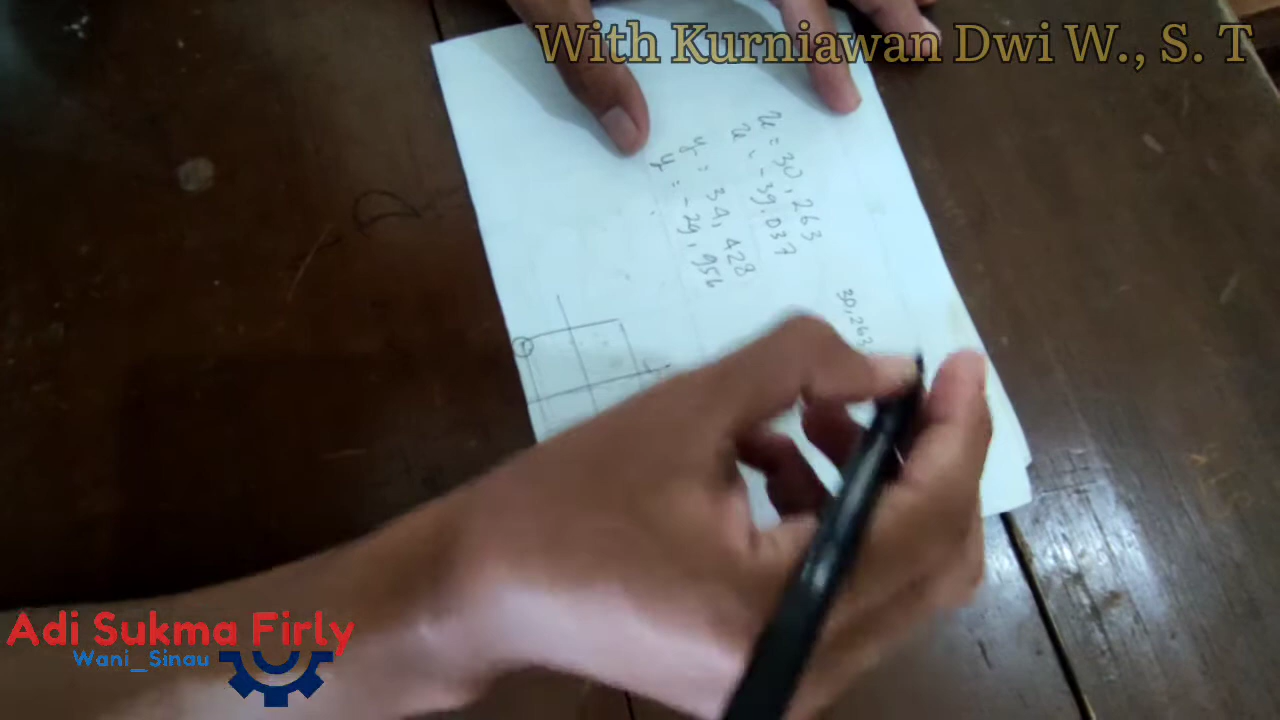 With Kurniawan Dwi W., S. T
x = 30,263
x = -39.037
y = 34,428
y = -29,956
30,263
Adi Sukma Firly
Wani_Sinau